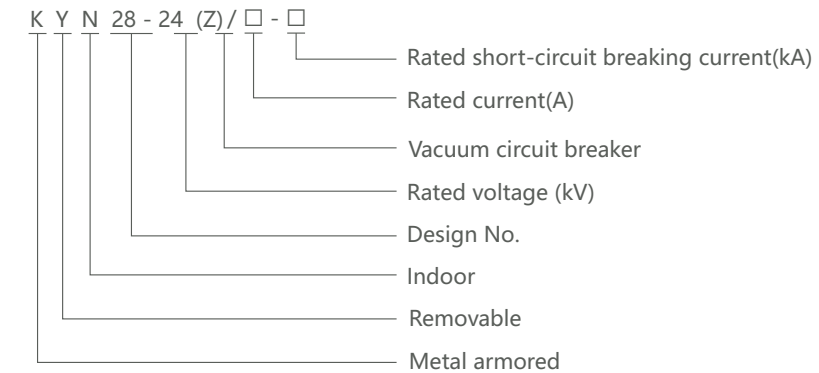 K Y N 28 - 24 (Z) / □ - □
Rated short-circuit breaking current(kA)
Rated current(A)
Vacuum circuit breaker
Rated voltage (kV)
Design No.
Indoor
Removable
Metal armored